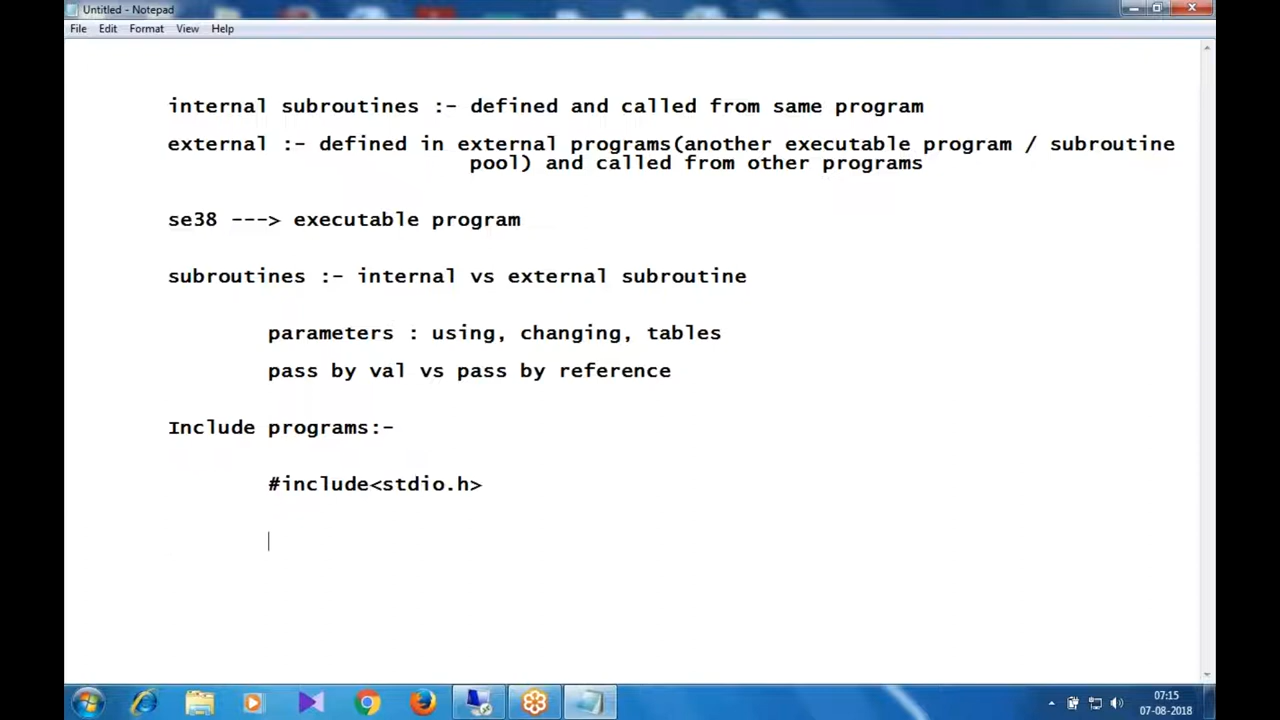 Untitled - Notepad
File Edit Format View Help
internal subroutines :- defined and called from same program
external :- defined in external programs(another executable program / subroutine
pool) and called from other programs
se38 ---> executable program
subroutines :- internal vs external subroutine
parameters : using, changing, tables
pass by val vs pass by reference
Include programs:-
#include<stdio.h>
07:15
07-08-2018